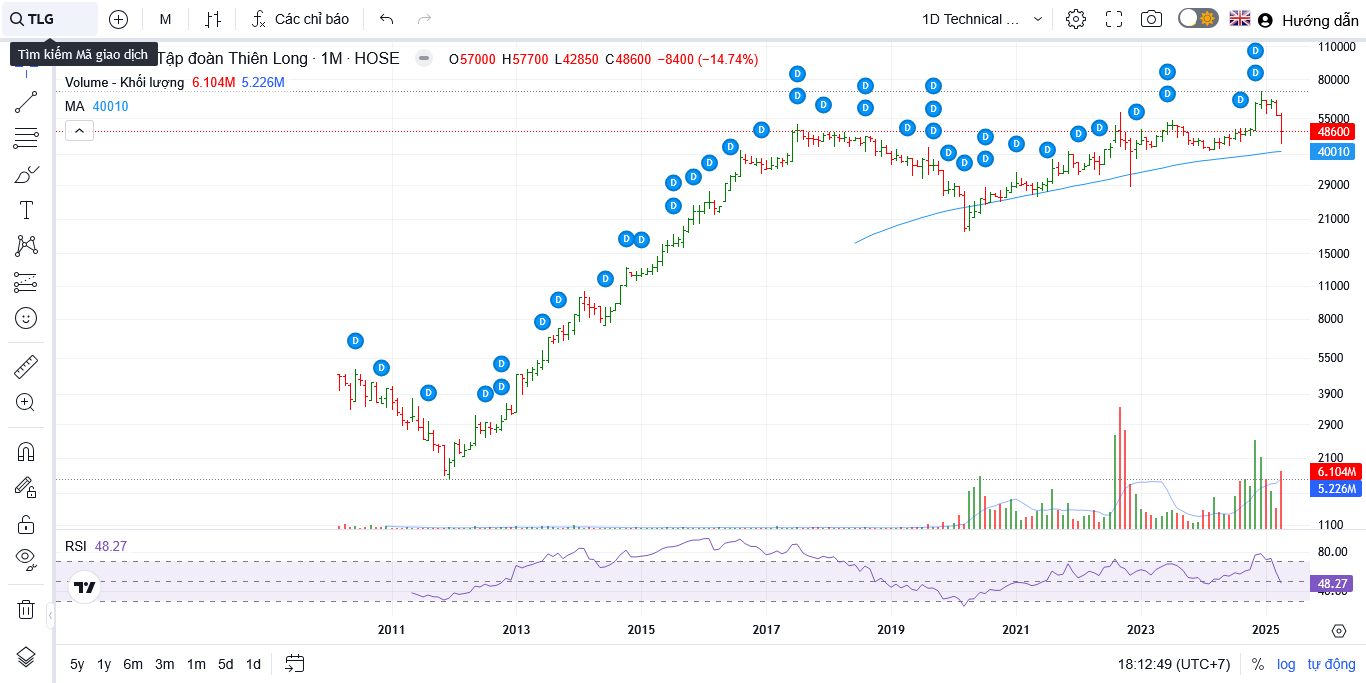 TLG M Các chỉ báo 1D Technical ... Hướng dẫn
Tìm kiếm Mã giao dịch
Tập đoàn Thiên Long · 1M · HOSE O57000 H57700 L42850 C48600 −8400 (−14.74%)
Volume - Khối lượng 6.104M 5.226M
MA 40010
110000
80000
55000
48600
40010
29000
21000
15000
11000
8000
5500
3900
2900
2100
6.104M
5.226M
1100
D D D D D D D D D D D D D D D D D D D D D D D D D D D D D D D D D D D D D D D D D
RSI 48.27
80.00
48.27
2011 2013 2015 2017 2019 2021 2023 2025
5y 1y 6m 3m 1m 5d 1d 18:12:49 (UTC+7) % log tự động